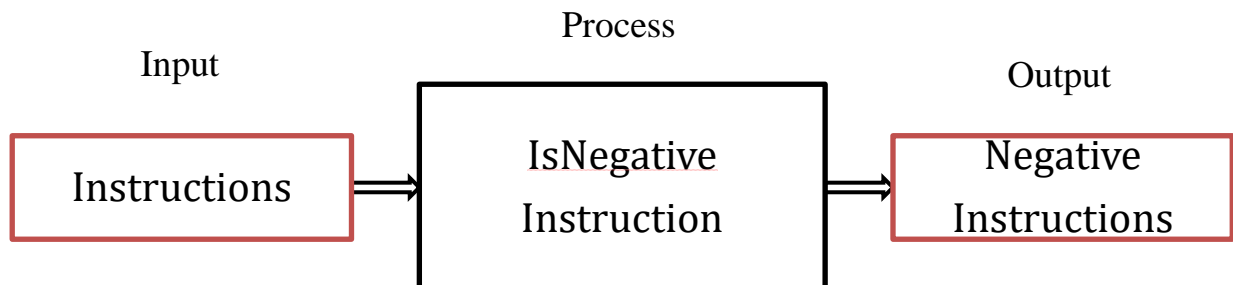 Process
Input
Output
Instructions
IsNegative
Instruction
Negative
Instructions